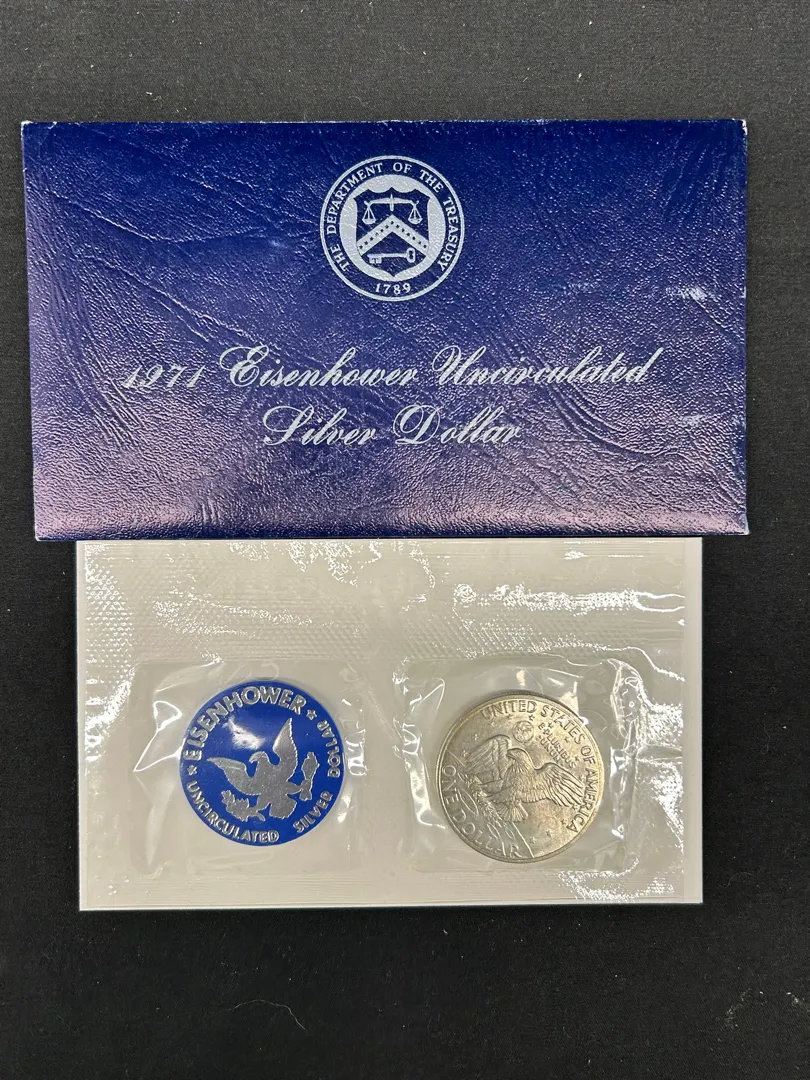 THE DEPARTMENT OF THE TREASURY
1789
1971 Eisenhower Uncirculated
Silver Dollar
★ EISENHOWER ★
UNCIRCULATED SILVER DOLLAR
UNITED STATES OF AMERICA
E PLURIBUS
UNUM
ONE DOLLAR